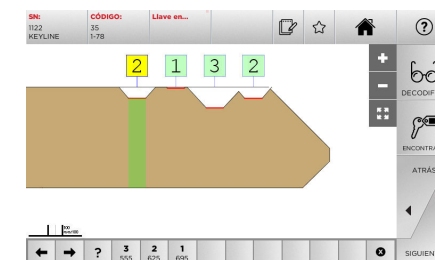 SN:
1122
KEYLINE
CÓDIGO:
35
1-78
Llave en...
?
2 1 3 2
+
−
DECODIF
ENCONTRA
ATRÁS
SIGUIEN
? 3 2 1
555 625 695